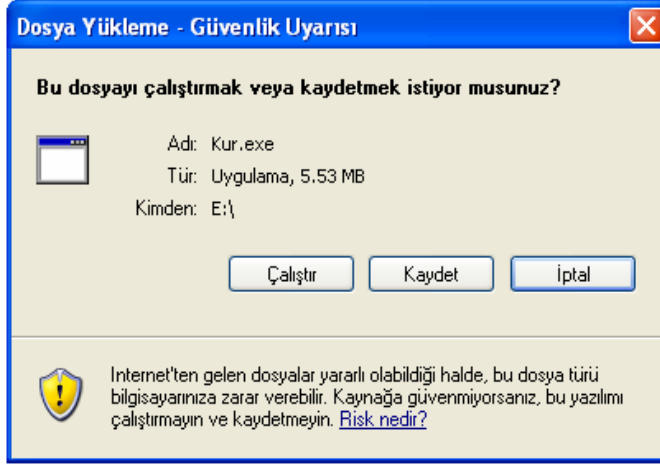 Dosya Yükleme - Güvenlik Uyarısı
Bu dosyayı çalıştırmak veya kaydetmek istiyor musunuz?
Adı: Kur.exe
Tür: Uygulama, 5.53 MB
Kimden: E:\
Çalıştır Kaydet İptal
Internet'ten gelen dosyalar yararlı olabildiği halde, bu dosya türü
bilgisayarınıza zarar verebilir. Kaynağa güvenmiyorsanız, bu yazılımı
çalıştırmayın ve kaydetmeyin. Risk nedir?